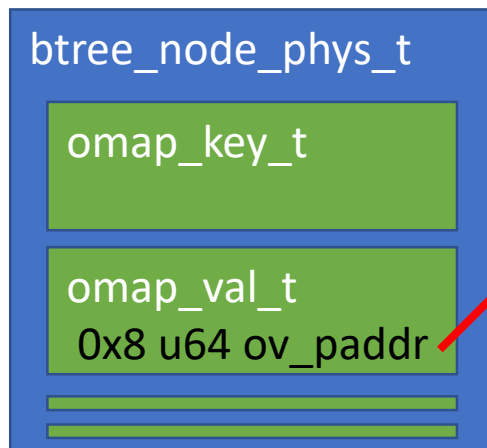 btree_node_phys_t
omap_key_t
omap_val_t
0x8 u64 ov_paddr